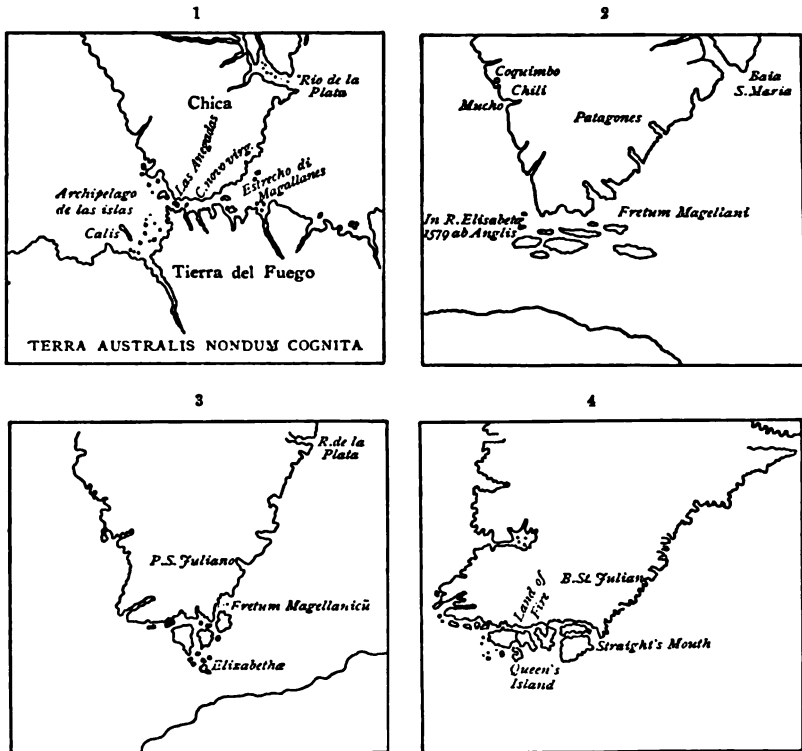 1
Rio de la
Plata
Chica
Las Anegadas
C. novo virg.
Estrecho di
Magallanes
Archipelago
de las islas
Calis
Tierra del Fuego
TERRA AUSTRALIS NONDUM COGNITA
2
Coquimbo
Chili
Mucho
Baia
S. Maria
Patagones
Fretum Magellani
In R. Elisabeta
1579 ab Anglis
3
R. de la
Plata
P. S. Juliano
Fretum Magellanicū
Elizabethæ
4
B. St. Julian
Land of
Fire
Straight's Mouth
Queen's
Island